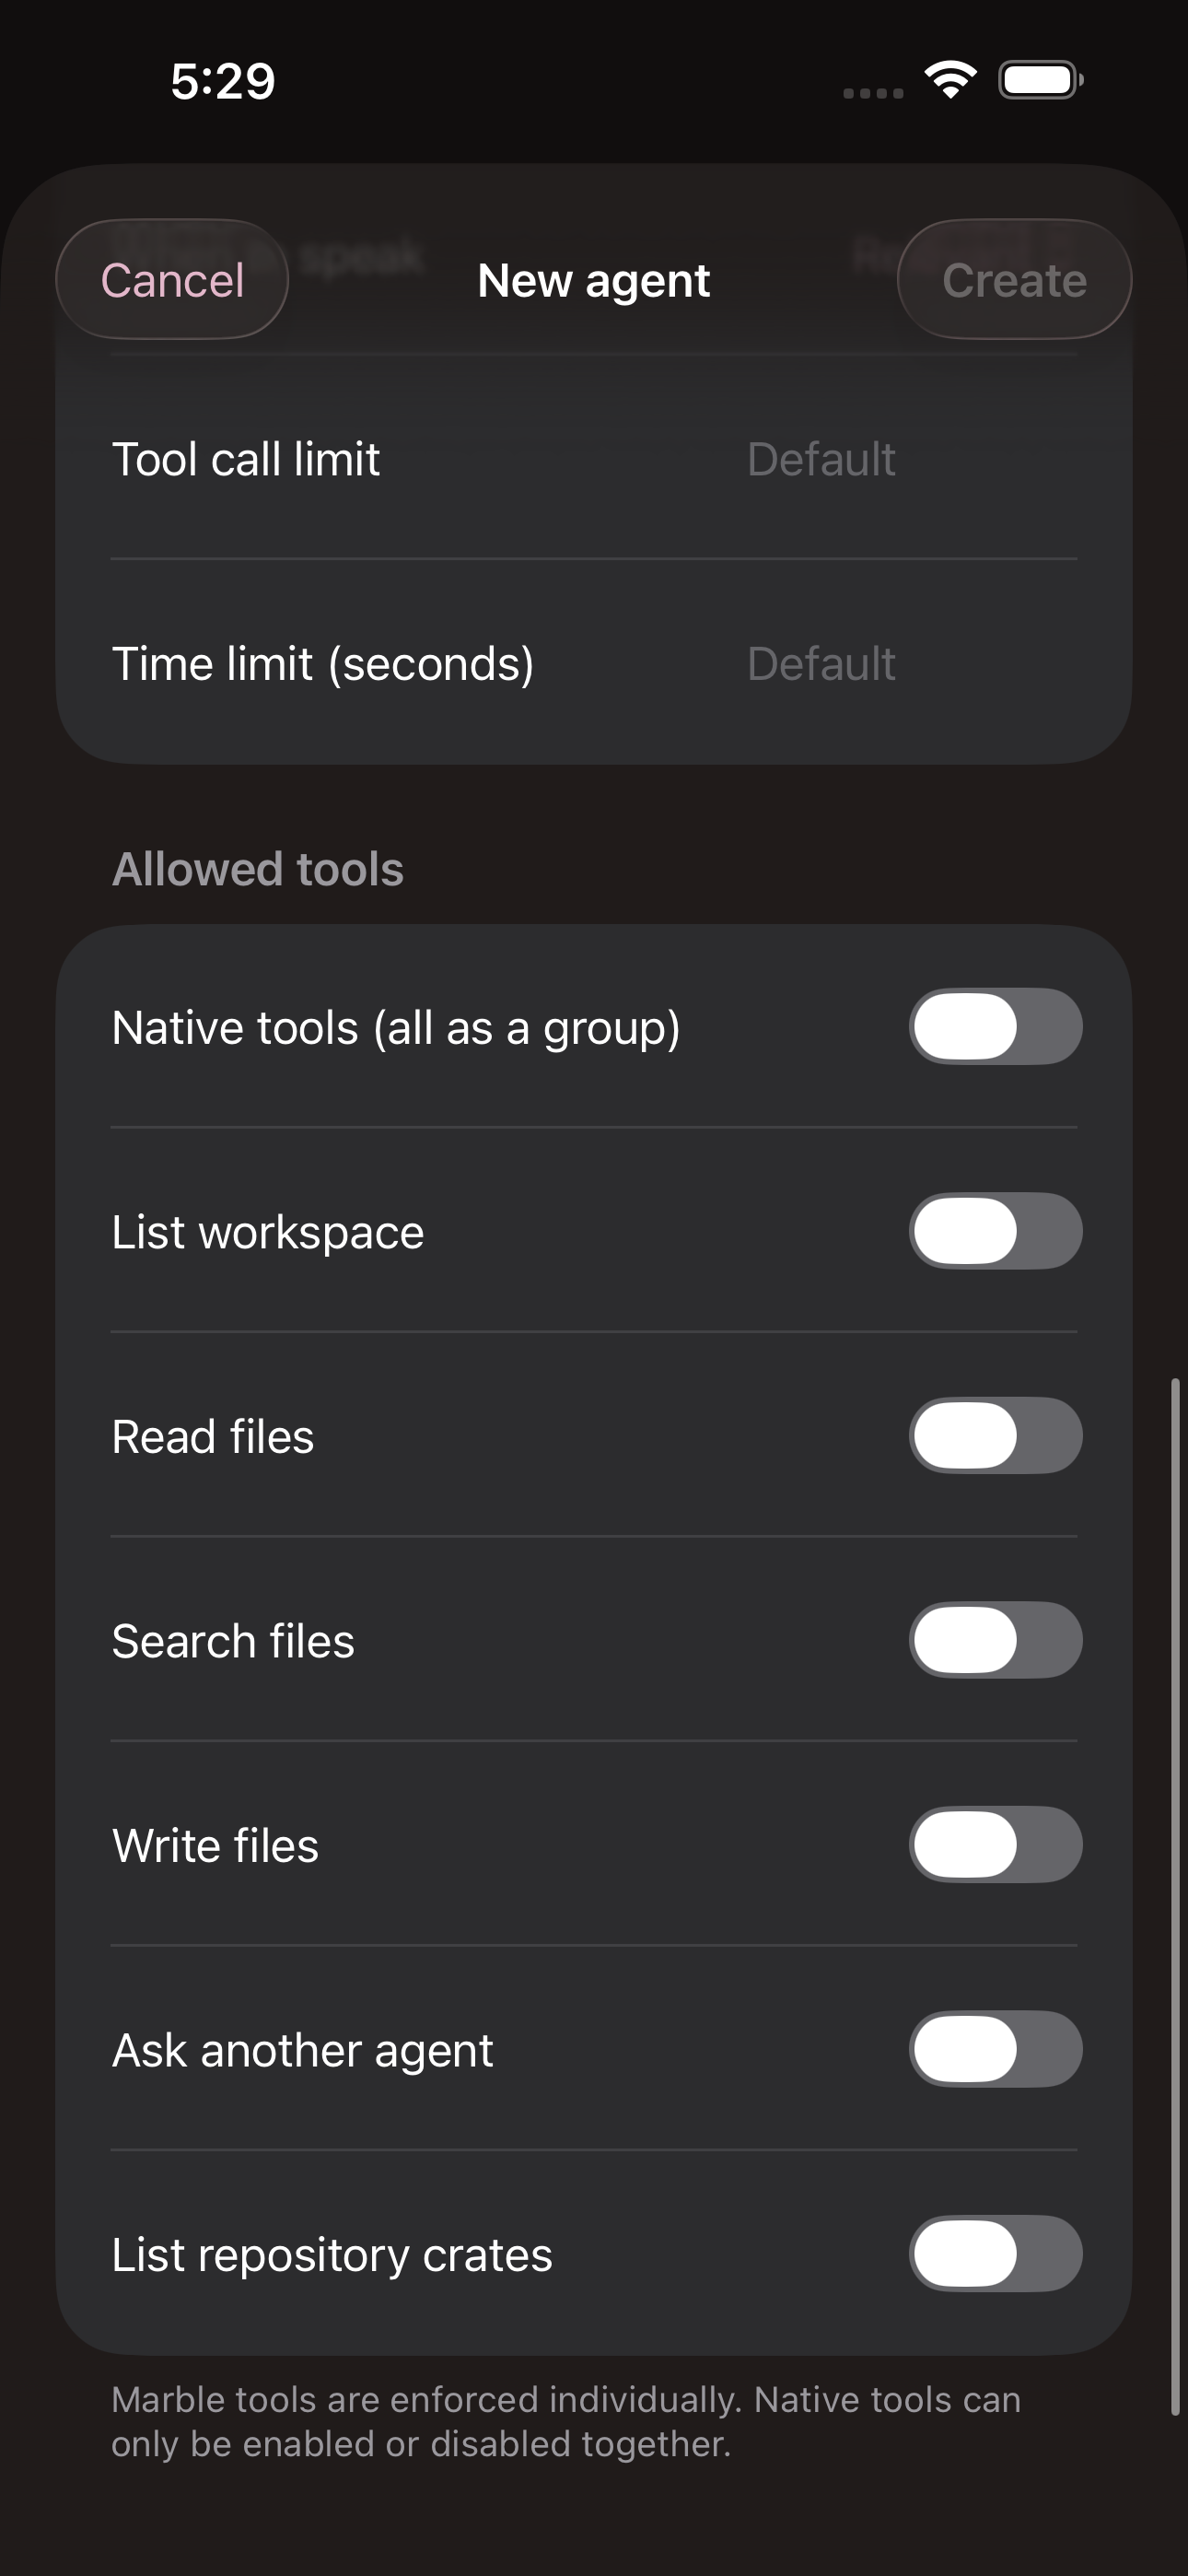 5:29
Cancel
New agent
Create
speak
Tool call limit
Default
Time limit (seconds)
Default
Allowed tools
Native tools (all as a group)
List workspace
Read files
Search files
Write files
Ask another agent
List repository crates
Marble tools are enforced individually. Native tools can
only be enabled or disabled together.